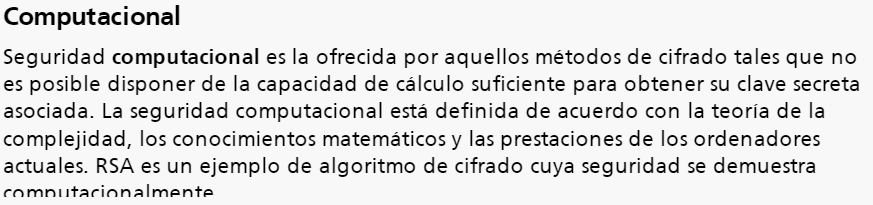 Computacional
Seguridad computacional es la ofrecida por aquellos métodos de cifrado tales que no
es posible disponer de la capacidad de cálculo suficiente para obtener su clave secreta
asociada. La seguridad computacional está definida de acuerdo con la teoría de la
complejidad, los conocimientos matemáticos y las prestaciones de los ordenadores
actuales. RSA es un ejemplo de algoritmo de cifrado cuya seguridad se demuestra
computacionalmente